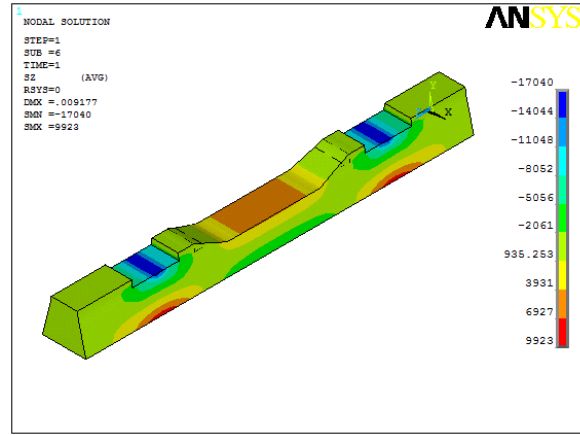 1
NODAL SOLUTION
STEP=1
SUB =6
TIME=1
SZ (AVG)
RSYS=0
DMX =.009177
SMN =-17040
SMX =9923
ANSYS
Y
X
-17040
-14044
-11048
-8052
-5056
-2061
935.253
3931
6927
9923